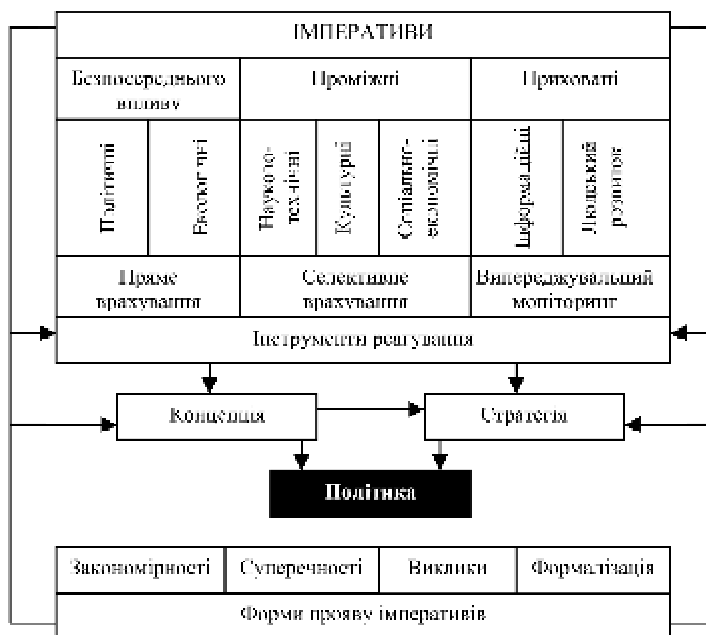 ІМПЕРАТИВИ
Безпосереднього
впливу
Проміжні
Приховані
Політичні
Екологічні
Науково-
технічні
Культурні
Соціально-
економічні
Інформаційні
Людський
розвиток
Пряме
врахування
Селективне
врахування
Випереджувальний
моніторинг
Інструменти реагування
Концепція
Стратегія
Політика
Закономірності
Суперечності
Виклики
Формалізація
Форми прояву імперативів